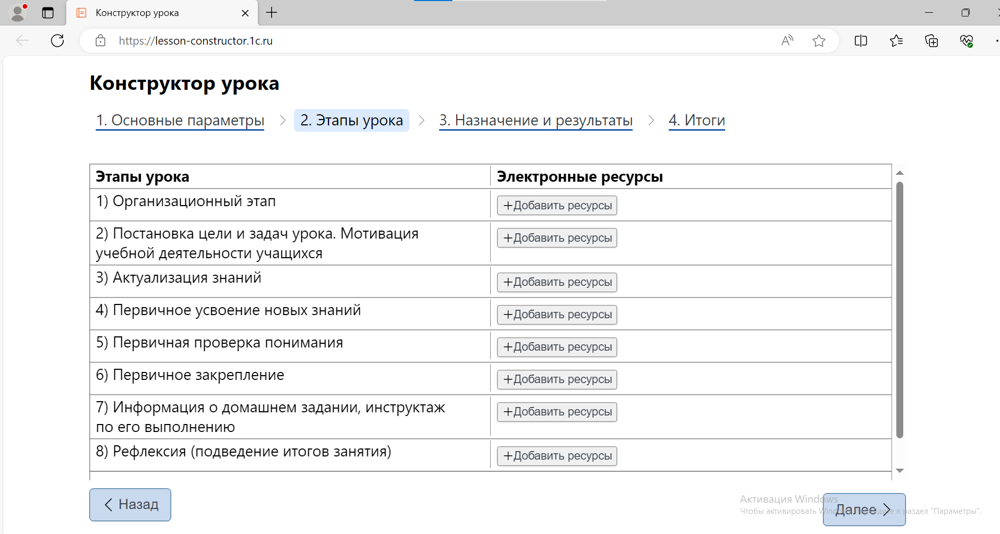 Конструктор урока
https://lesson-constructor.1c.ru
Конструктор урока
1. Основные параметры
2. Этапы урока
3. Назначение и результаты
4. Итоги
Этапы урока
Электронные ресурсы
1) Организационный этап
+Добавить ресурсы
2) Постановка цели и задач урока. Мотивация
учебной деятельности учащихся
+Добавить ресурсы
3) Актуализация знаний
+Добавить ресурсы
4) Первичное усвоение новых знаний
+Добавить ресурсы
5) Первичная проверка понимания
+Добавить ресурсы
6) Первичное закрепление
+Добавить ресурсы
7) Информация о домашнем задании, инструктаж
по его выполнению
+Добавить ресурсы
8) Рефлексия (подведение итогов занятия)
+Добавить ресурсы
Назад
Далее
Активация Windows
Чтобы активировать Windows, перейдите в раздел "Параметры".